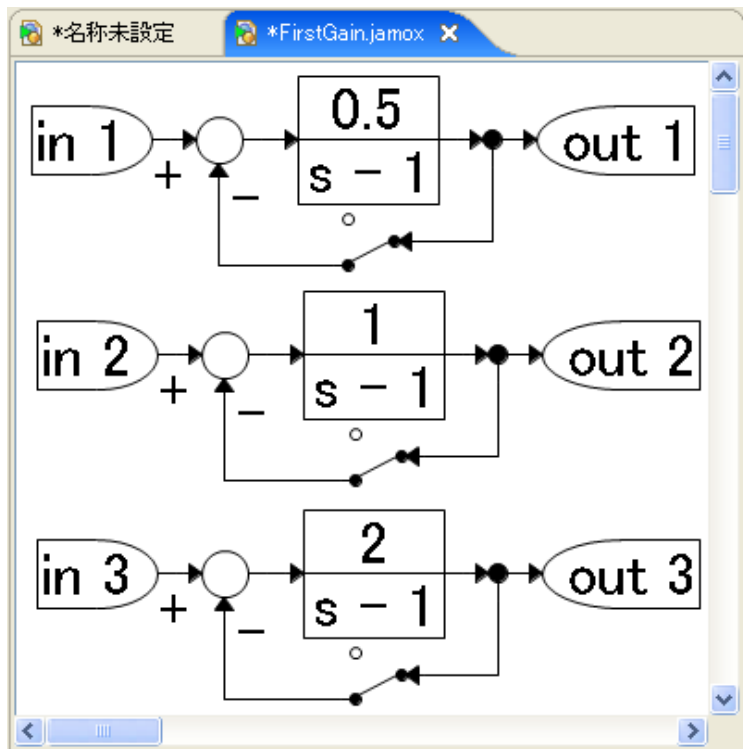 *名称未設定
*FirstGain.jamox
in 1
+
−
0.5
s − 1
out 1
in 2
+
−
1
s − 1
out 2
in 3
+
−
2
s − 1
out 3